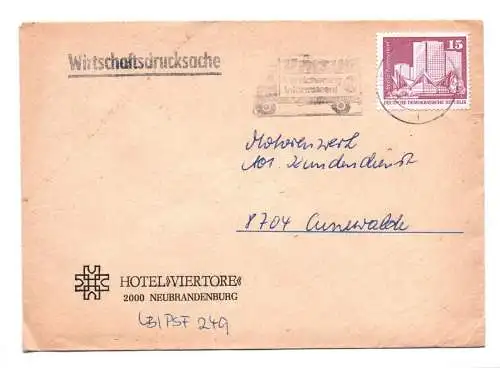 Wirtschaftsdrucksache
15
DEUTSCHE DEMOKRATISCHE REPUBLIK
Motorenwerk
Abt. Kundendienst
8704 Cunewalde
HOTEL »VIERTORE«
2000 NEUBRANDENBURG
PSF 249